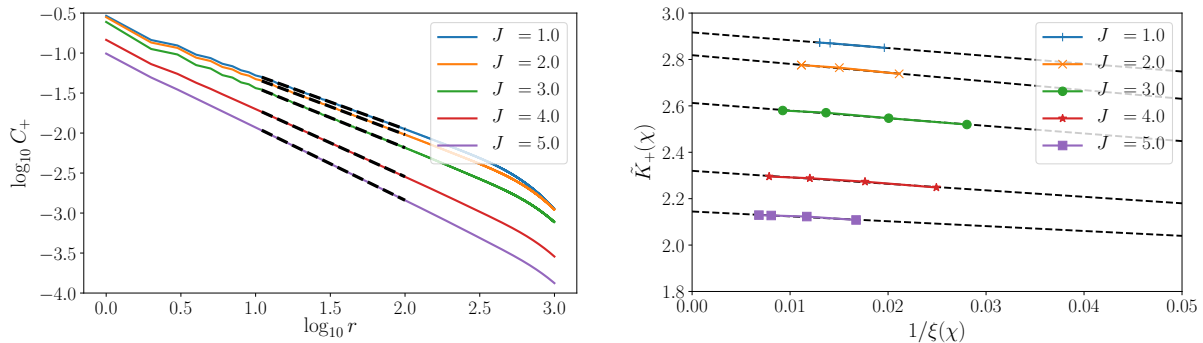 −0.5
−1.0
−1.5
−2.0
−2.5
−3.0
−3.5
−4.0
log₁₀ C₊
0.0 0.5 1.0 1.5 2.0 2.5 3.0
log₁₀ r
J = 1.0
J = 2.0
J = 3.0
J = 4.0
J = 5.0
3.0
2.8
2.6
2.4
2.2
2.0
1.8
K̃₊(χ)
0.00 0.01 0.02 0.03 0.04 0.05
1/ξ(χ)
J = 1.0
J = 2.0
J = 3.0
J = 4.0
J = 5.0